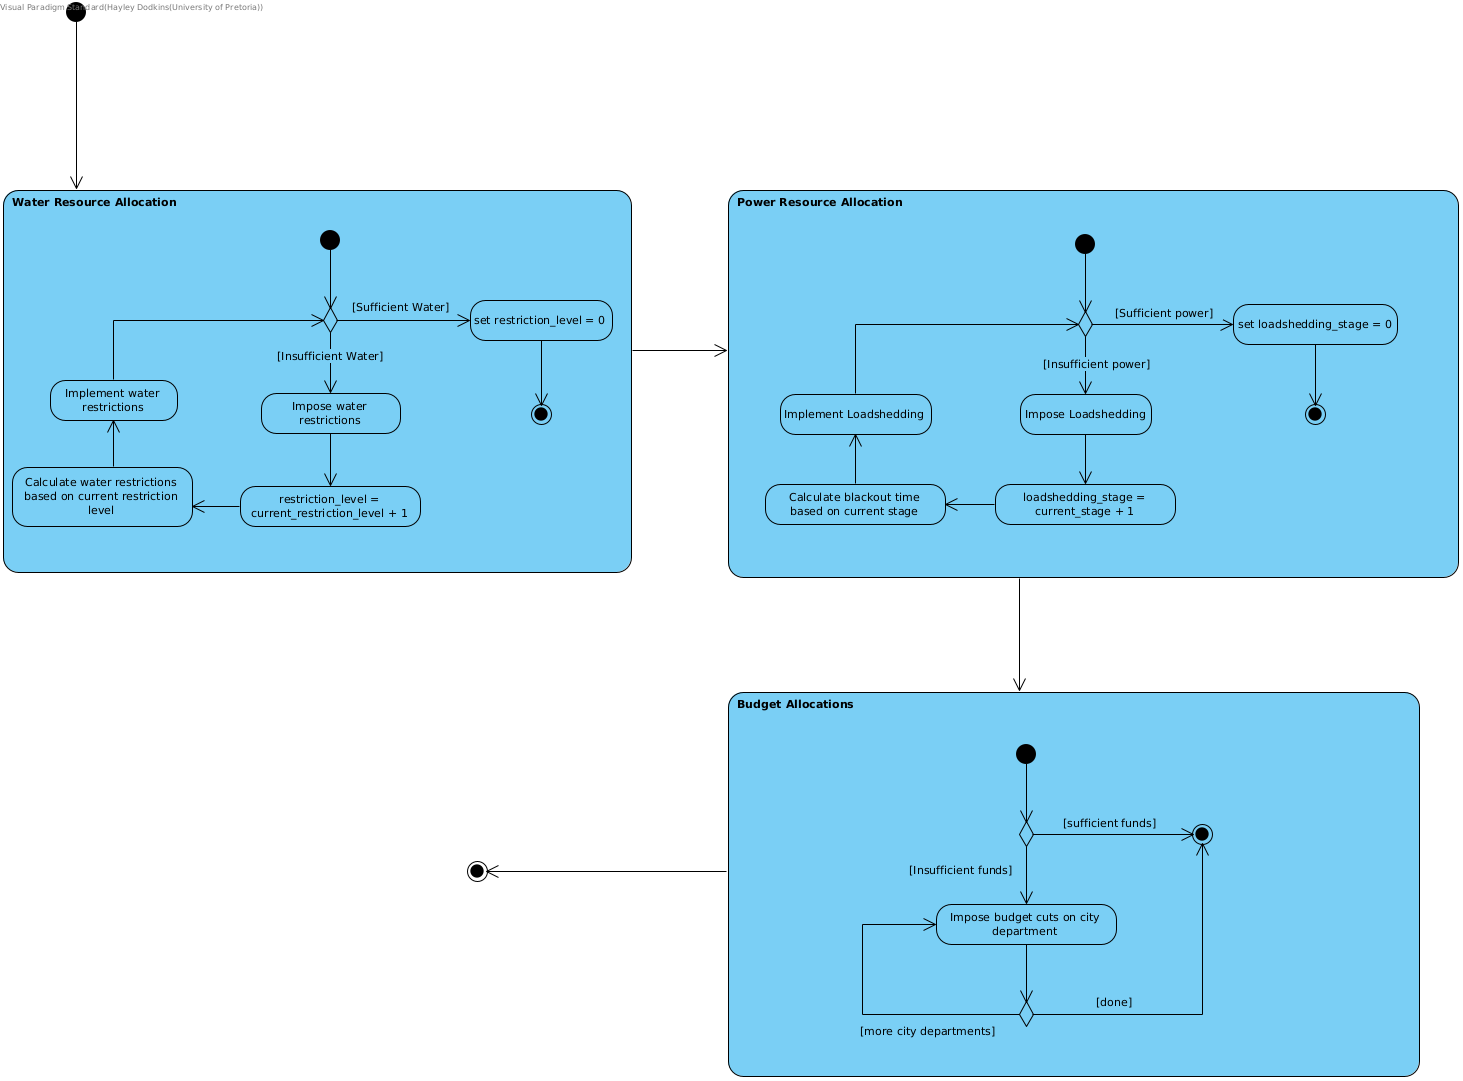 Visual Paradigm Standard(Hayley Dodkins(University of Pretoria))
Water Resource Allocation
[Sufficient Water]
set restriction_level = 0
[Insufficient Water]
Implement water
restrictions
Impose water
restrictions
Calculate water restrictions
based on current restriction
level
restriction_level =
current_restriction_level + 1
Power Resource Allocation
[Sufficient power]
set loadshedding_stage = 0
[Insufficient power]
Implement Loadshedding
Impose Loadshedding
Calculate blackout time
based on current stage
loadshedding_stage =
current_stage + 1
Budget Allocations
[sufficient funds]
[Insufficient funds]
Impose budget cuts on city
department
[done]
[more city departments]